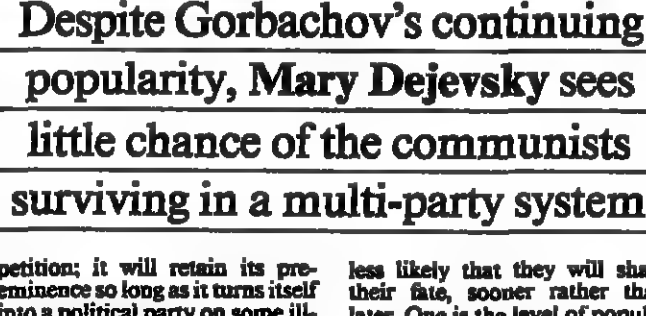 Despite Gorbachov's continuing
popularity, Mary Dejevsky sees
little chance of the communists
surviving in a multi-party system
petition; it will retain its pre-
eminence so long as it turns itself
into a political party on some ill-
less likely that they will sha
their fate, sooner rather tha
later. One is the level of popul